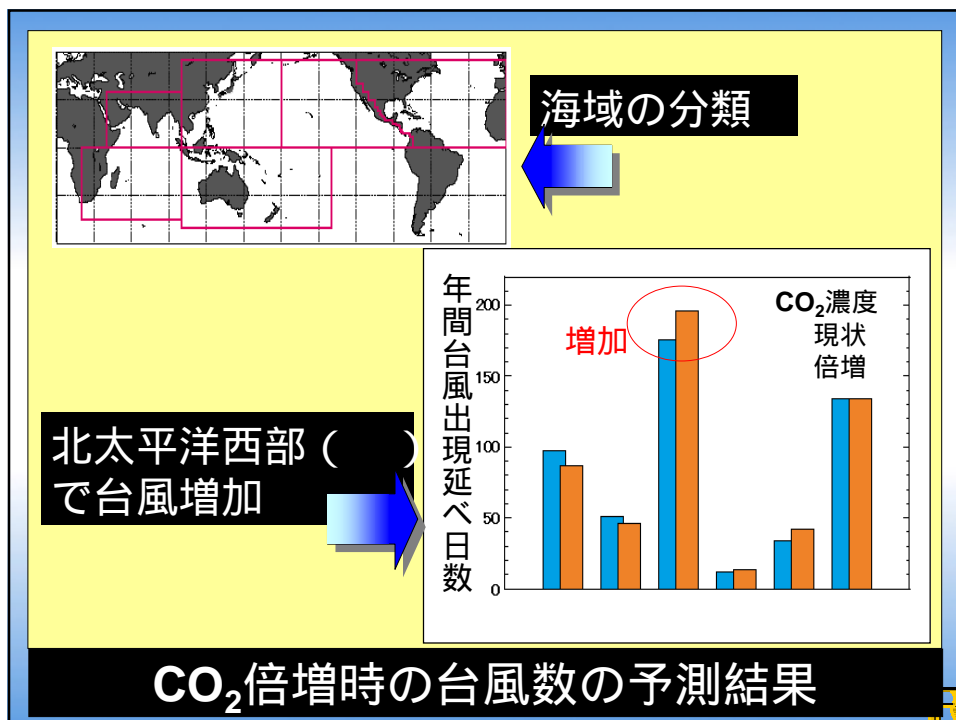 海域の分類
年間台風出現延べ日数
200
150
100
50
0
増加
CO₂濃度
現状
倍増
北太平洋西部（　　）
で台風増加
CO₂倍増時の台風数の予測結果